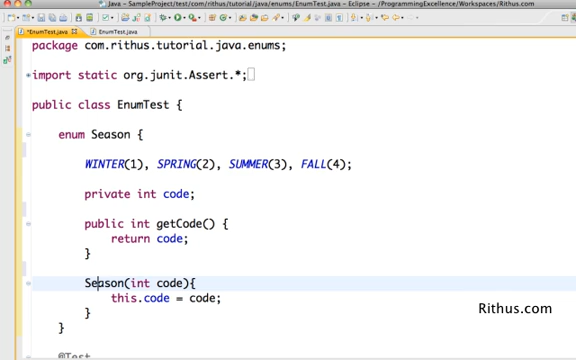 Java – SampleProject/test/com/rithus/tutorial/java/enums/EnumTest.java – Eclipse – /ProgrammingExcellence/Workspaces/Rithus.com
*EnumTest.java
EnumTest.java
package com.rithus.tutorial.java.enums;
import static org.junit.Assert.*;
public class EnumTest {
enum Season {
WINTER(1), SPRING(2), SUMMER(3), FALL(4);
private int code;
public int getCode() {
return code;
}
Season(int code){
this.code = code;
}
}
@Test
Rithus.com